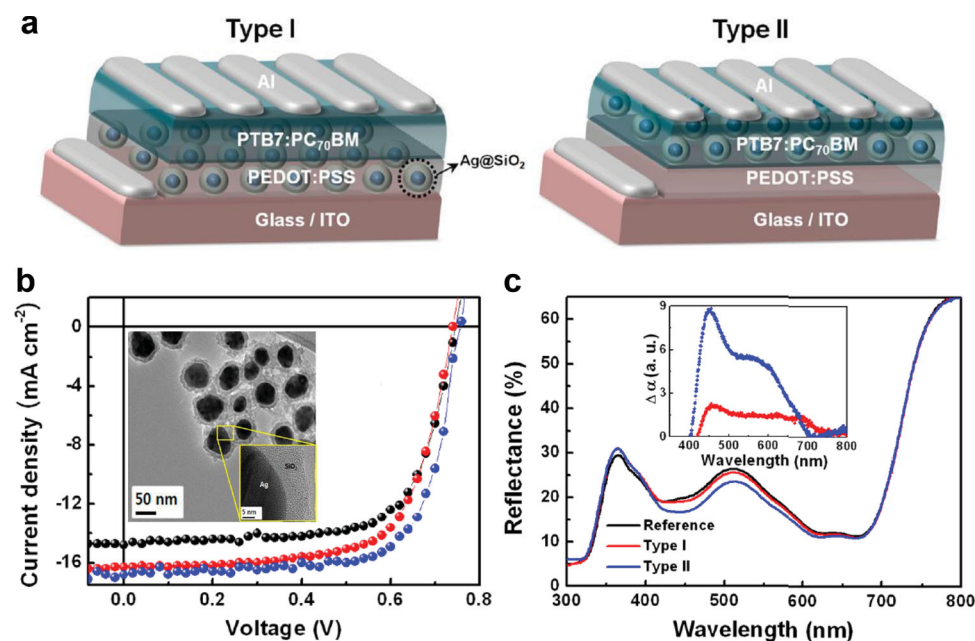 a
Type I
Type II
Al
PTB7:PC70BM
PEDOT:PSS
Glass / ITO
Ag@SiO2
Al
PTB7:PC70BM
PEDOT:PSS
Glass / ITO
b
Current density (mA cm-2)
0
-4
-8
-12
-16
0.0
0.2
0.4
0.6
0.8
Voltage (V)
50 nm
Ag
SiO2
5 nm
c
Reflectance (%)
60
50
40
30
20
10
0
300
400
500
600
700
800
Wavelength (nm)
Δ α (a. u.)
9
6
3
0
400
500
600
700
800
Wavelength (nm)
Reference
Type I
Type II